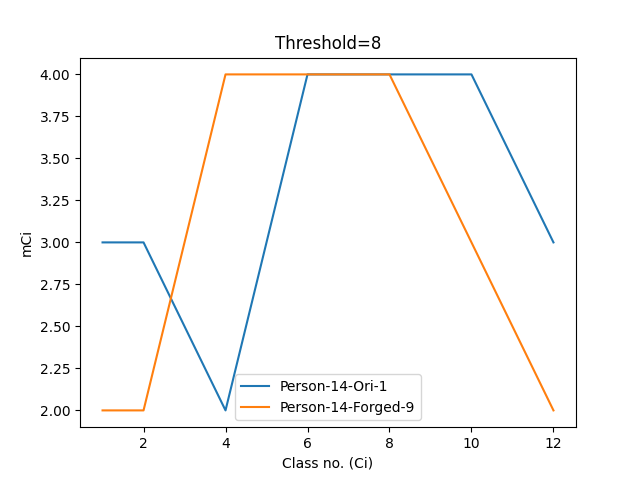 Threshold=8
4.00
3.75
3.50
3.25
3.00
2.75
2.50
2.25
2.00
mCi
Person-14-Ori-1
Person-14-Forged-9
2 4 6 8 10 12
Class no. (Ci)